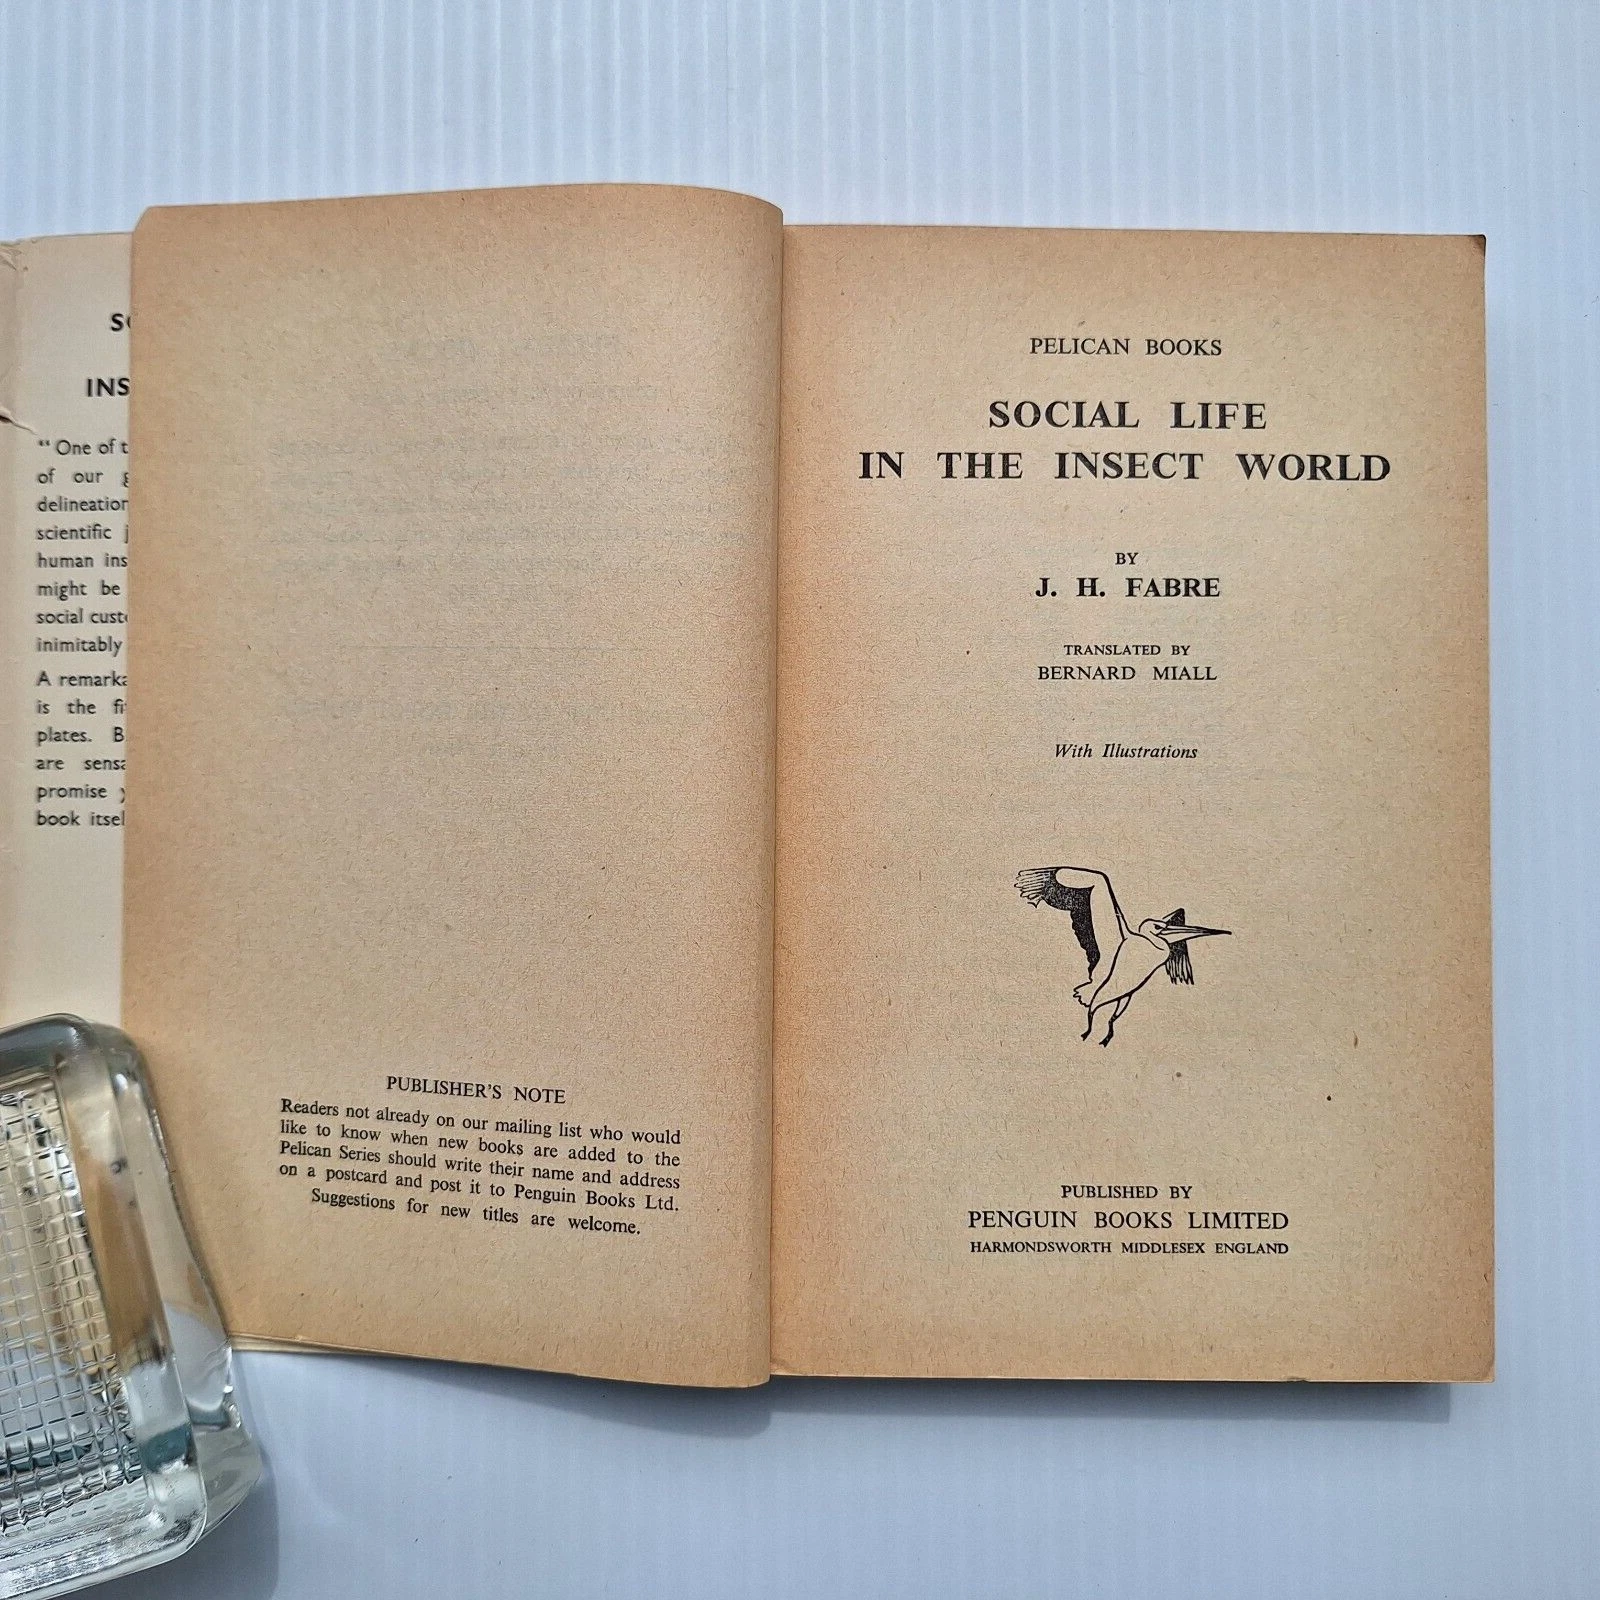 SO
INS
" One of t
of our g
delineation
scientific j
human ins
might be
social custo
inimitably
A remarka
is the fi
plates. B
are sensa
promise y
book itsel
PUBLISHER'S NOTE
Readers not already on our mailing list who would
like to know when new books are added to the
Pelican Series should write their name and address
on a postcard and post it to Penguin Books Ltd.
Suggestions for new titles are welcome.
PELICAN BOOKS
SOCIAL LIFE
IN THE INSECT WORLD
BY
J. H. FABRE
TRANSLATED BY
BERNARD MIALL
With Illustrations
PUBLISHED BY
PENGUIN BOOKS LIMITED
HARMONDSWORTH MIDDLESEX ENGLAND